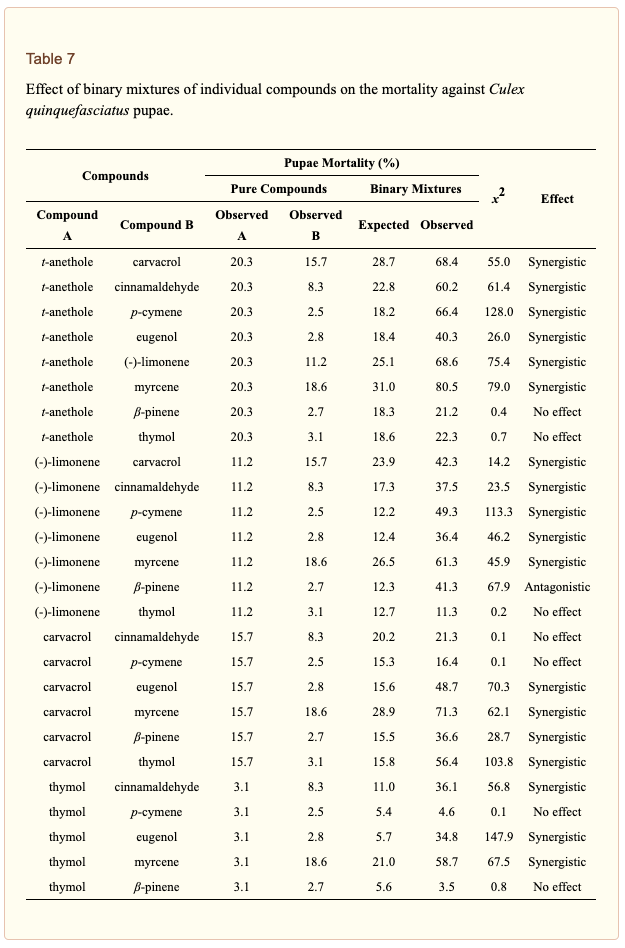 Table 7
Effect of binary mixtures of individual compounds on the mortality against Culex
quinquefasciatus pupae.
Compounds Pupae Mortality (%) x2 Effect
Pure Compounds Binary Mixtures
Compound A Compound B Observed A Observed B Expected Observed
t-anethole carvacrol 20.3 15.7 28.7 68.4 55.0 Synergistic
t-anethole cinnamaldehyde 20.3 8.3 22.8 60.2 61.4 Synergistic
t-anethole p-cymene 20.3 2.5 18.2 66.4 128.0 Synergistic
t-anethole eugenol 20.3 2.8 18.4 40.3 26.0 Synergistic
t-anethole (-)-limonene 20.3 11.2 25.1 68.6 75.4 Synergistic
t-anethole myrcene 20.3 18.6 31.0 80.5 79.0 Synergistic
t-anethole β-pinene 20.3 2.7 18.3 21.2 0.4 No effect
t-anethole thymol 20.3 3.1 18.6 22.3 0.7 No effect
(-)-limonene carvacrol 11.2 15.7 23.9 42.3 14.2 Synergistic
(-)-limonene cinnamaldehyde 11.2 8.3 17.3 37.5 23.5 Synergistic
(-)-limonene p-cymene 11.2 2.5 12.2 49.3 113.3 Synergistic
(-)-limonene eugenol 11.2 2.8 12.4 36.4 46.2 Synergistic
(-)-limonene myrcene 11.2 18.6 26.5 61.3 45.9 Synergistic
(-)-limonene β-pinene 11.2 2.7 12.3 41.3 67.9 Antagonistic
(-)-limonene thymol 11.2 3.1 12.7 11.3 0.2 No effect
carvacrol cinnamaldehyde 15.7 8.3 20.2 21.3 0.1 No effect
carvacrol p-cymene 15.7 2.5 15.3 16.4 0.1 No effect
carvacrol eugenol 15.7 2.8 15.6 48.7 70.3 Synergistic
carvacrol myrcene 15.7 18.6 28.9 71.3 62.1 Synergistic
carvacrol β-pinene 15.7 2.7 15.5 36.6 28.7 Synergistic
carvacrol thymol 15.7 3.1 15.8 56.4 103.8 Synergistic
thymol cinnamaldehyde 3.1 8.3 11.0 36.1 56.8 Synergistic
thymol p-cymene 3.1 2.5 5.4 4.6 0.1 No effect
thymol eugenol 3.1 2.8 5.7 34.8 147.9 Synergistic
thymol myrcene 3.1 18.6 21.0 58.7 67.5 Synergistic
thymol β-pinene 3.1 2.7 5.6 3.5 0.8 No effect